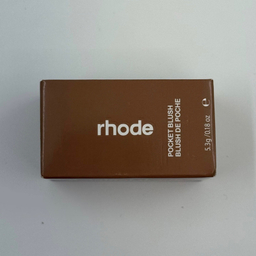 rhode
POCKET BLUSH
BLUSH DE POCHE
5.3g / 0.18 oz
℮